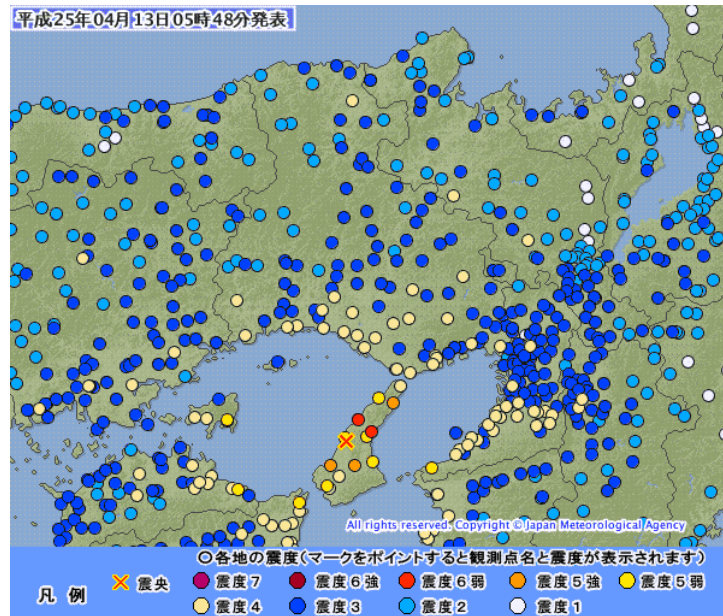 平成25年04月13日05時48分発表
All rights reserved. Copyright © Japan Meteorological Agency
○各地の震度(マークをポイントすると観測点名と震度が表示されます)
凡 例 震央 震度7 震度6強 震度6弱 震度5強 震度5弱
震度4 震度3 震度2 震度1